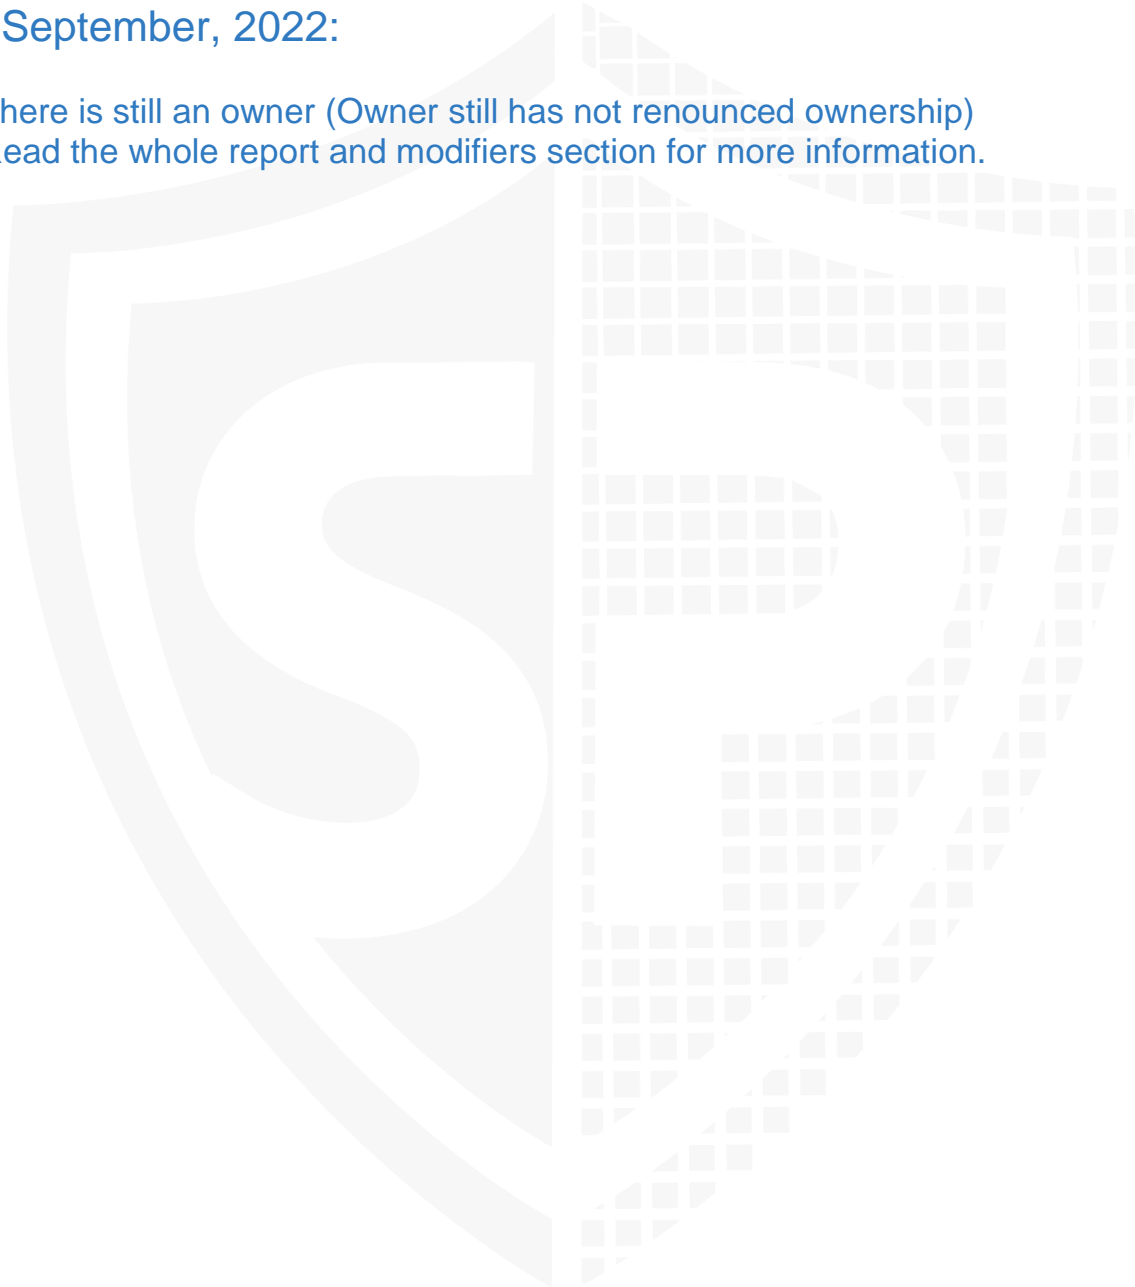 September, 2022:
here is still an owner (Owner still has not renounced ownership)
ead the whole report and modifiers section for more information.
SP